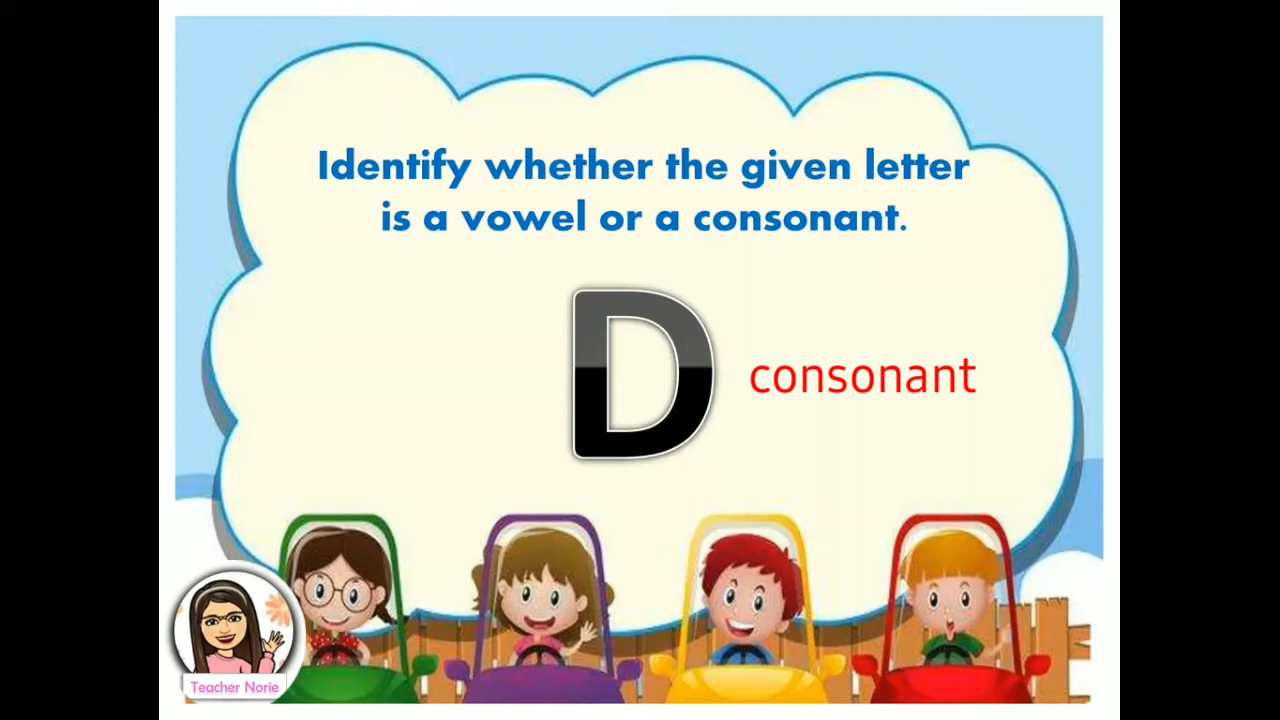 Identify whether the given letter
is a vowel or a consonant.
D
consonant
Teacher Norie